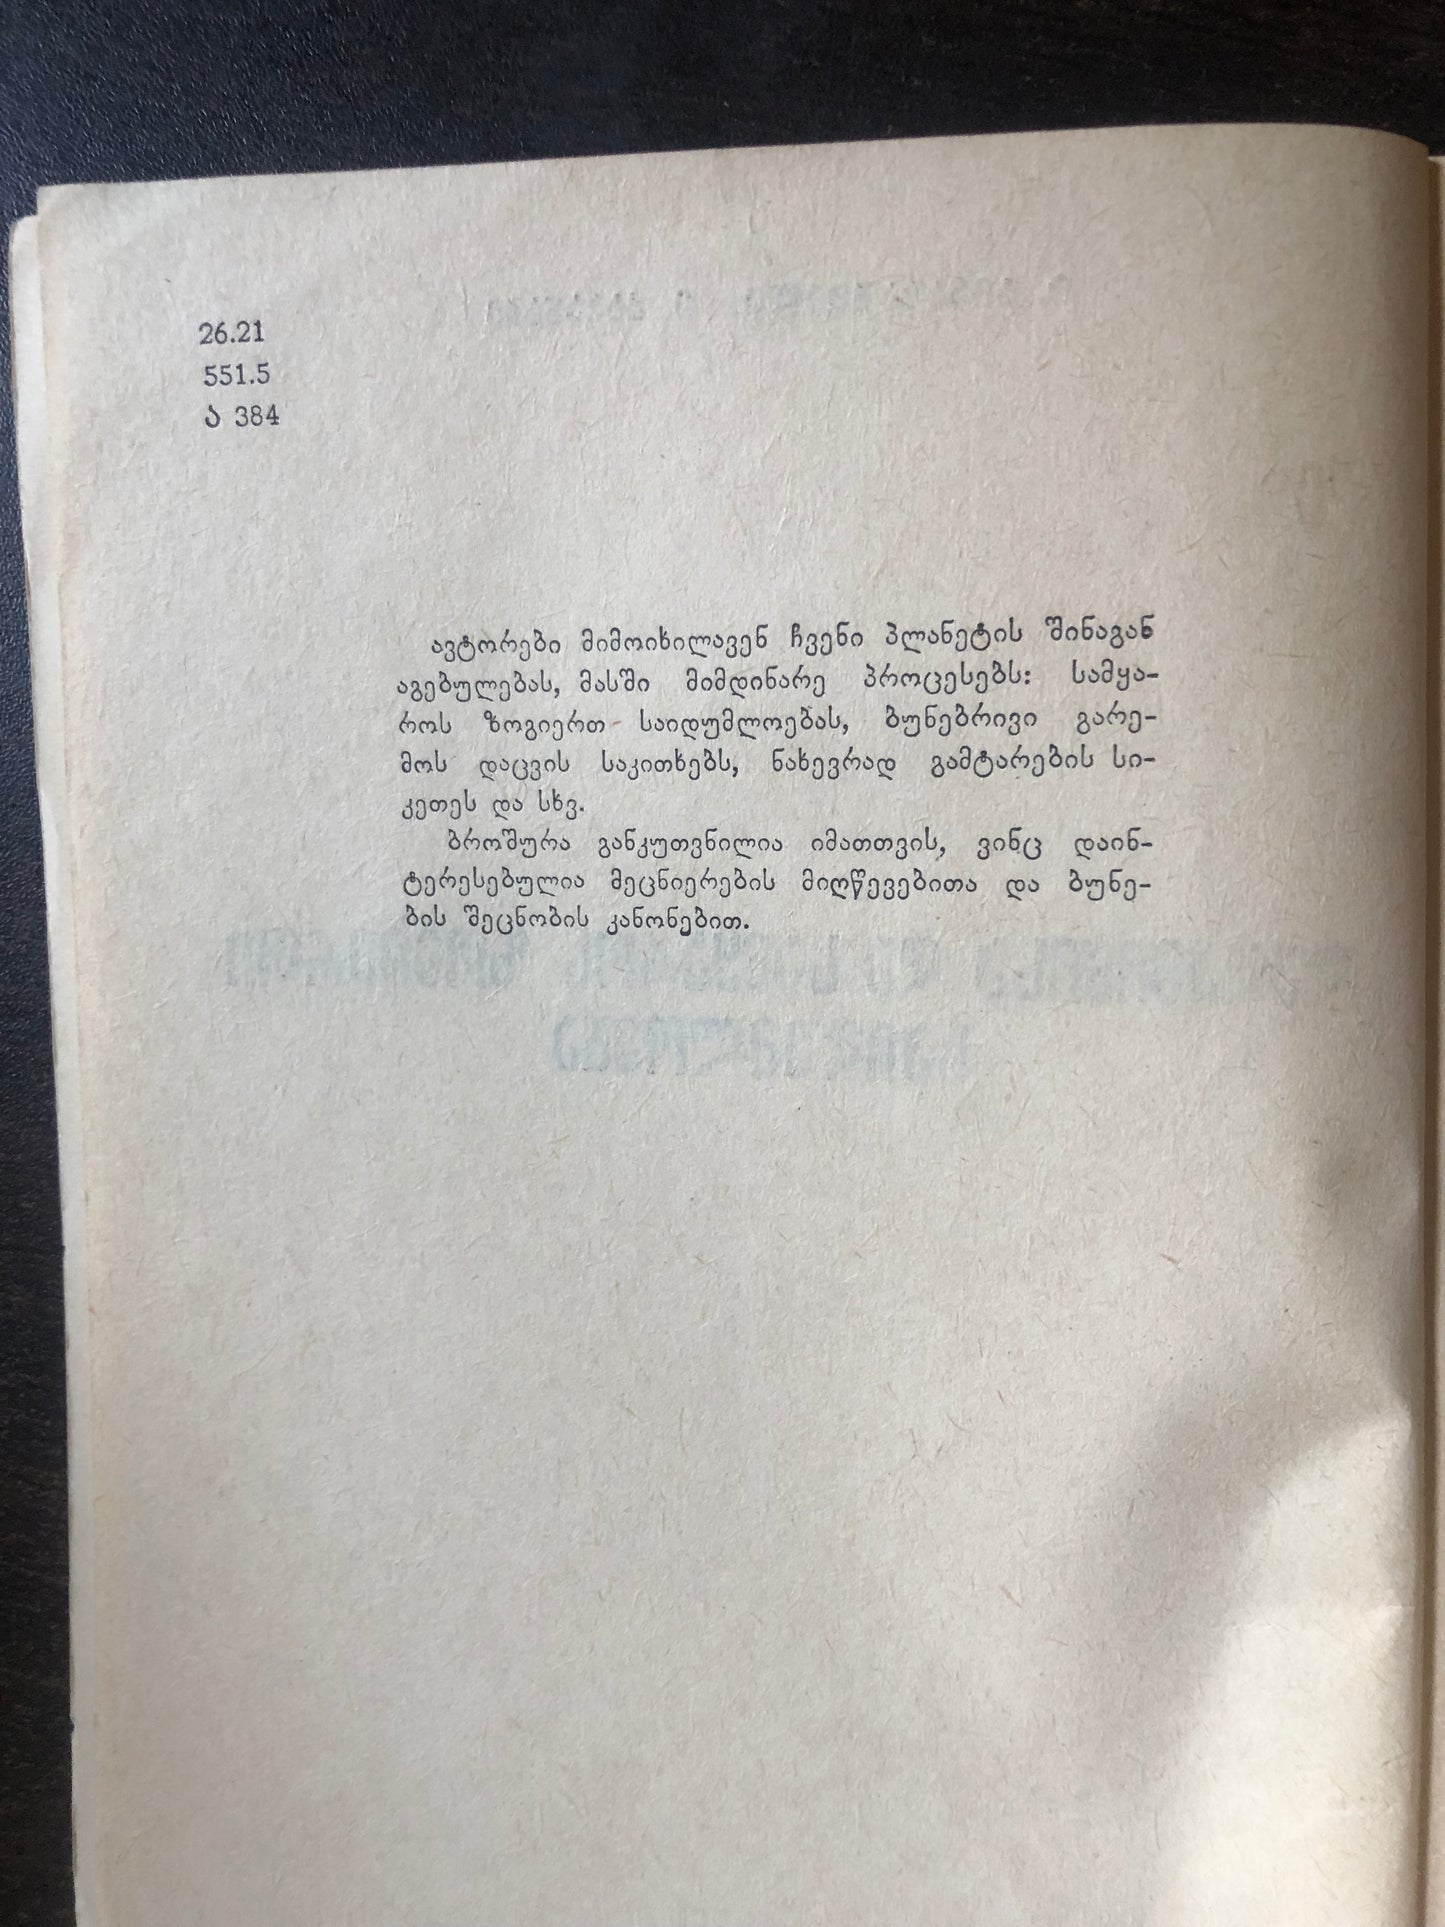 26.21
551.5
ა 384
ავტორები მიმოიხილავენ ჩვენი პლანეტის შინაგან
აგებულებას, მასში მიმდინარე პროცესებს: სამყა-
როს ზოგიერთ საიდუმლოებას, ბუნებრივი გარე-
მოს დაცვის საკითხებს, ნახევრად გამტარების სი-
კეთეს და სხვ.
ბროშურა განკუთვნილია იმათთვის, ვინც დაინ-
ტერესებულია მეცნიერების მიღწევებითა და ბუნე-
ბის შეცნობის კანონებით.